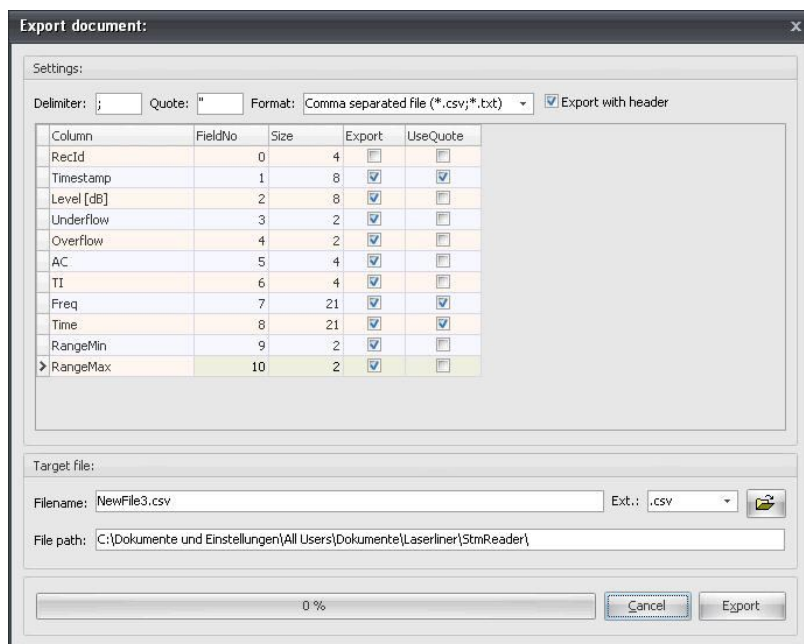 Export document: x
Settings:
Delimiter: ; Quote: " Format: Comma separated file (*.csv;*.txt) Export with header
Column FieldNo Size Export UseQuote
RecId 0 4
Timestamp 1 8
Level [dB] 2 8
Underflow 3 2
Overflow 4 2
AC 5 4
TI 6 4
Freq 7 21
Time 8 21
RangeMin 9 2
RangeMax 10 2
Target file:
Filename: NewFile3.csv Ext.: .csv
File path: C:\Dokumente und Einstellungen\All Users\Dokumente\Laserliner\StmReader\
0 % Cancel Export